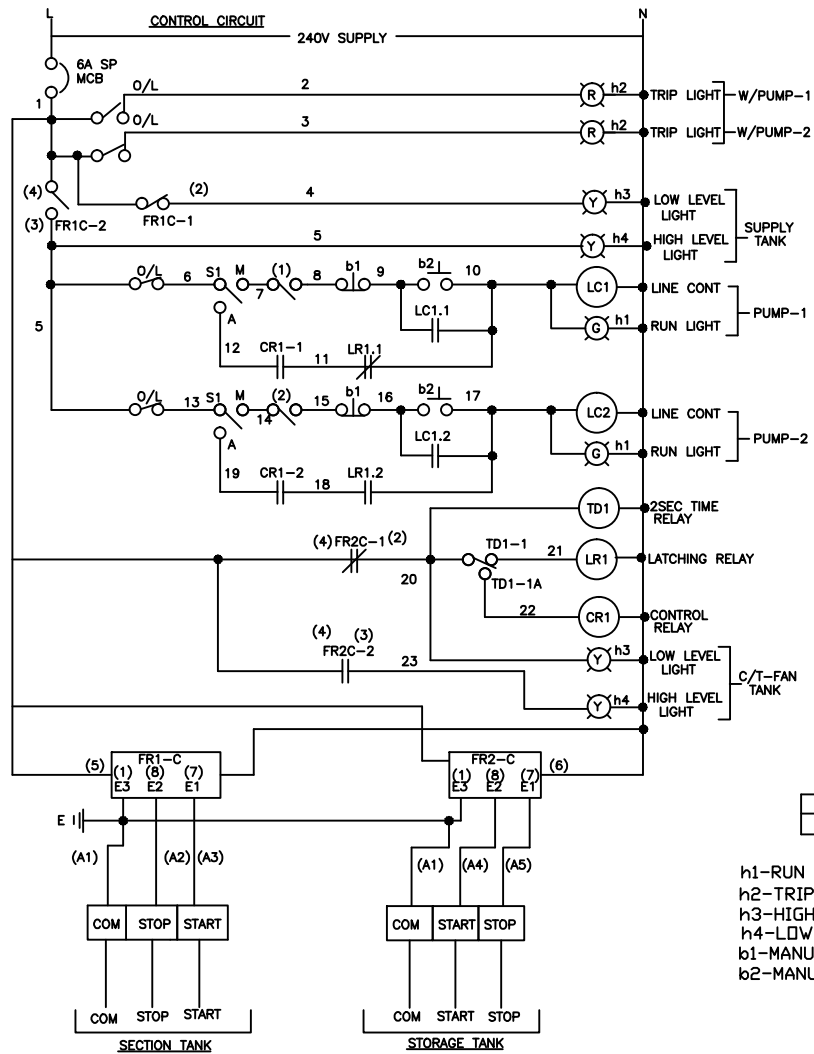 L
N
CONTROL CIRCUIT
240V SUPPLY
6A SP
MCB
1
O/L
2
R
h2
TRIP LIGHT
W/PUMP-1
O/L
3
R
h2
TRIP LIGHT
W/PUMP-2
(4)
(3)
FR1C-2
(2)
FR1C-1
4
Y
h3
LOW LEVEL
LIGHT
5
Y
h4
HIGH LEVEL
LIGHT
SUPPLY
TANK
5
O/L
6
S1
M
7
(1)
8
b1
9
b2
10
LC1
LINE CONT
A
LC1.1
G
h1
RUN LIGHT
PUMP-1
12
CR1-1
11
LR1.1
O/L
13
S1
M
14
(2)
15
b1
16
b2
17
LC2
LINE CONT
A
LC1.2
G
h1
RUN LIGHT
PUMP-2
19
CR1-2
18
LR1.2
TD1
2SEC TIME
RELAY
(4)
FR2C-1
(2)
20
TD1-1
21
LR1
LATCHING RELAY
TD1-1A
22
CR1
CONTROL
RELAY
(4)
(3)
FR2C-2
23
Y
h3
LOW LEVEL
LIGHT
Y
h4
HIGH LEVEL
LIGHT
C/T-FAN
TANK
(5)
FR1-C
(1) (8) (7)
E3 E2 E1
FR2-C
(1) (8) (7)
E3 E2 E1
(6)
E
(A1)
(A2)
(A3)
(A1)
(A4)
(A5)
COM STOP START
COM START STOP
COM STOP START
COM START STOP
SECTION TANK
STORAGE TANK
h1-RUN
h2-TRIP
h3-HIGH
h4-LOW
b1-MANU
b2-MANU